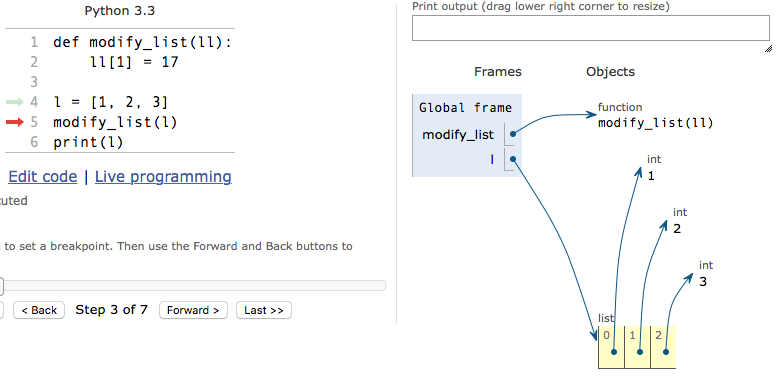 Python 3.3
1 def modify_list(ll):
2     ll[1] = 17
3
4 l = [1, 2, 3]
5 modify_list(l)
6 print(l)
Edit code | Live programming
cuted
to set a breakpoint. Then use the Forward and Back buttons to
< Back Step 3 of 7 Forward > Last >>
Print output (drag lower right corner to resize)
Frames Objects
Global frame
modify_list
l
function
modify_list(ll)
int
1
int
2
int
3
list
0 1 2